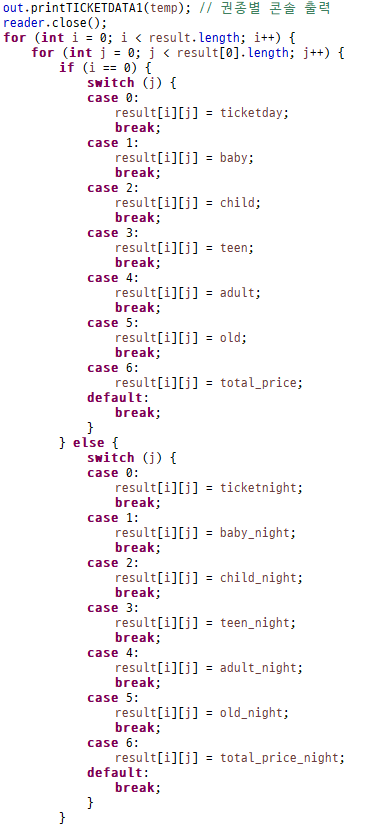 out.printTICKETDATA1(temp); // 권종별 콘솔 출력
reader.close();
for (int i = 0; i < result.length; i++) {
    for (int j = 0; j < result[0].length; j++) {
        if (i == 0) {
            switch (j) {
            case 0:
                result[i][j] = ticketday;
                break;
            case 1:
                result[i][j] = baby;
                break;
            case 2:
                result[i][j] = child;
                break;
            case 3:
                result[i][j] = teen;
                break;
            case 4:
                result[i][j] = adult;
                break;
            case 5:
                result[i][j] = old;
                break;
            case 6:
                result[i][j] = total_price;
            default:
                break;
            }
        } else {
            switch (j) {
            case 0:
                result[i][j] = ticketnight;
                break;
            case 1:
                result[i][j] = baby_night;
                break;
            case 2:
                result[i][j] = child_night;
                break;
            case 3:
                result[i][j] = teen_night;
                break;
            case 4:
                result[i][j] = adult_night;
                break;
            case 5:
                result[i][j] = old_night;
                break;
            case 6:
                result[i][j] = total_price_night;
            default:
                break;
            }
        }